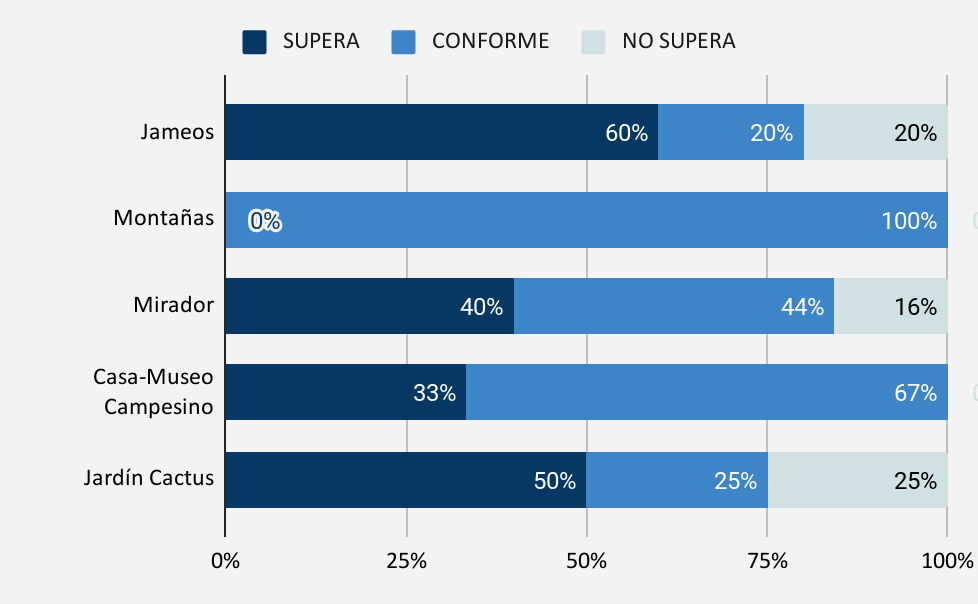 SUPERA CONFORME NO SUPERA
Jameos 60% 20% 20%
Montañas 0% 100%
Mirador 40% 44% 16%
Casa-Museo
Campesino 33% 67%
Jardín Cactus 50% 25% 25%
0% 25% 50% 75% 100%